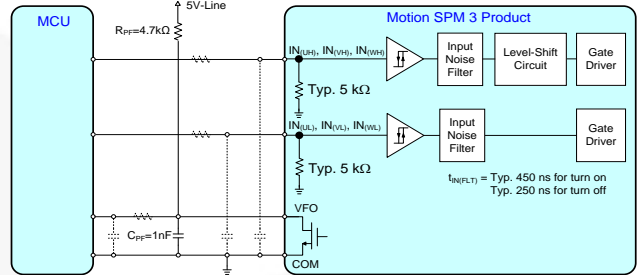 MCU
5V-Line
R_PF=4.7kΩ
Motion SPM 3 Product
IN(UH), IN(VH), IN(WH)
Typ. 5 kΩ
Input
Noise
Filter
Level-Shift
Circuit
Gate
Driver
IN(UL), IN(VL), IN(WL)
Typ. 5 kΩ
Input
Noise
Filter
Gate
Driver
tIN(FLT) = Typ. 450 ns for turn on
Typ. 250 ns for turn off
VFO
C_PF=1nF
COM